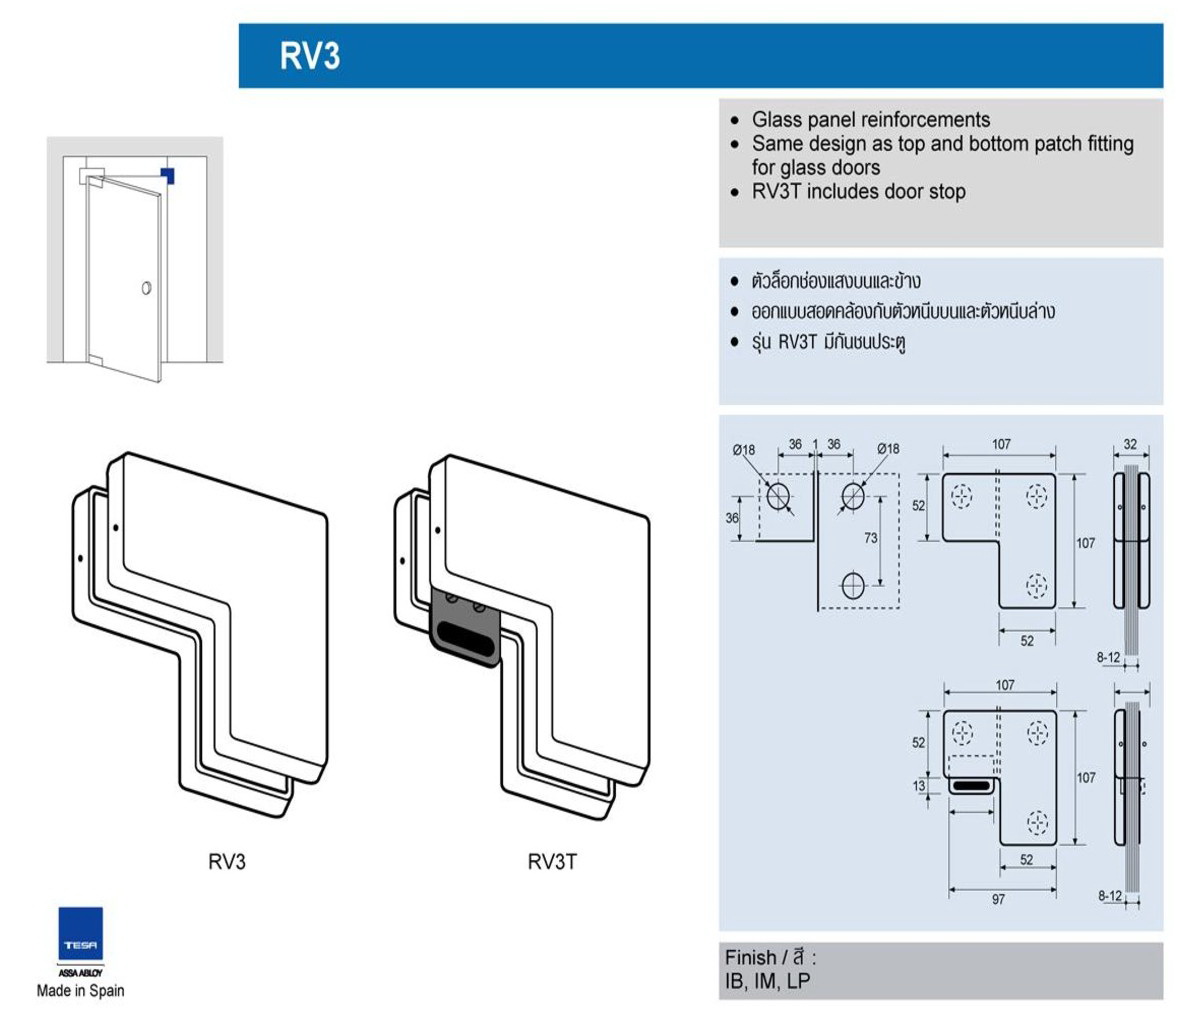 RV3
• Glass panel reinforcements
• Same design as top and bottom patch fitting
for glass doors
• RV3T includes door stop
• ตัวล็อกช่องแสงบนและข้าง
• ออกแบบสอดคล้องกับตัวหนีบบนและตัวหนีบล่าง
• รุ่น RV3T มีกันชนประตู
36 1 36
Ø18 Ø18
36
73
107
52
107
52
32
8-12
107
52
13
107
52
97
8-12
RV3
RV3T
TESA
ASSA ABLOY
Made in Spain
Finish / สี :
IB, IM, LP